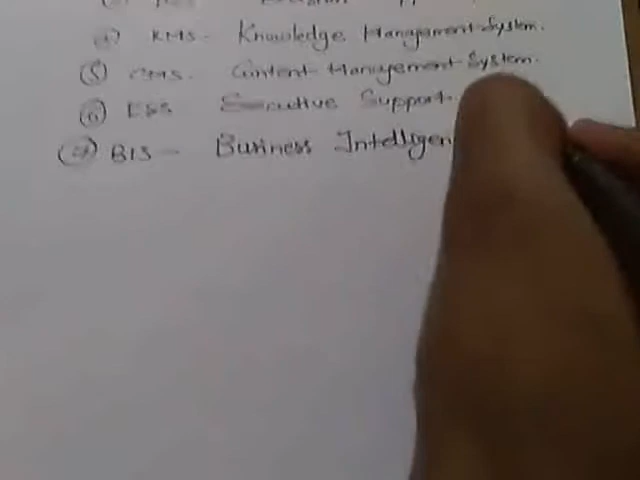 ④ KMS - Knowledge Management System.
⑤ CMS - Content Management System.
⑥ ESS Executive Support
⑦ BIS - Business Intelligen